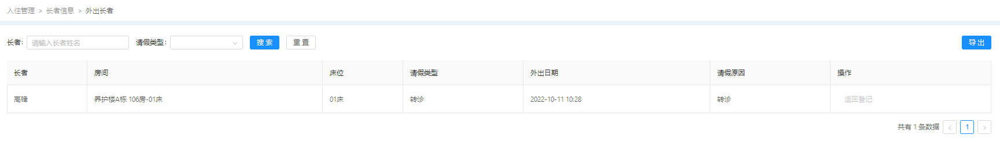 入住管理 > 长者信息 > 外出长者
长者: 请输入长者姓名 请假类型: 搜索 重置 导出
长者 房间 床位 请假类型 外出日期 请假原因 操作
高锋 养护楼A栋 106房-01床 01床 转诊 2022-10-11 10:28 转诊 返回登记
共有 1 条数据 < 1 >